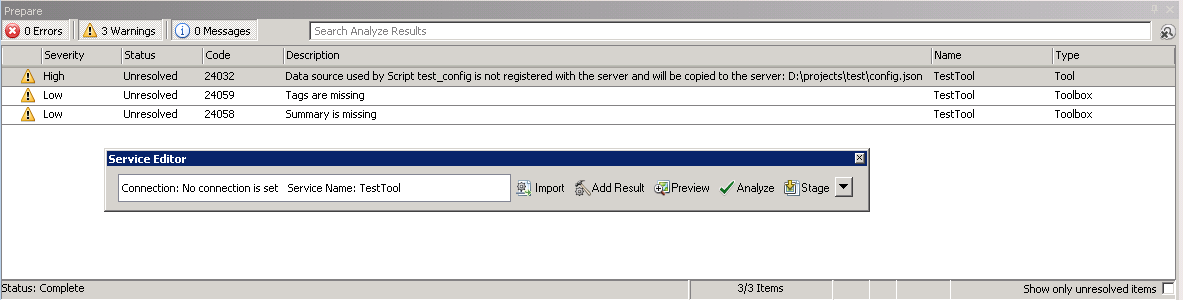 Prepare
0 Errors 3 Warnings 0 Messages Search Analyze Results
Severity Status Code Description Name Type
High Unresolved 24032 Data source used by Script test_config is not registered with the server and will be copied to the server: D:\projects\test\config.json TestTool Tool
Low Unresolved 24059 Tags are missing TestTool Toolbox
Low Unresolved 24058 Summary is missing TestTool Toolbox
Service Editor
Connection: No connection is set Service Name: TestTool Import Add Result Preview Analyze Stage
Status: Complete 3/3 Items Show only unresolved items